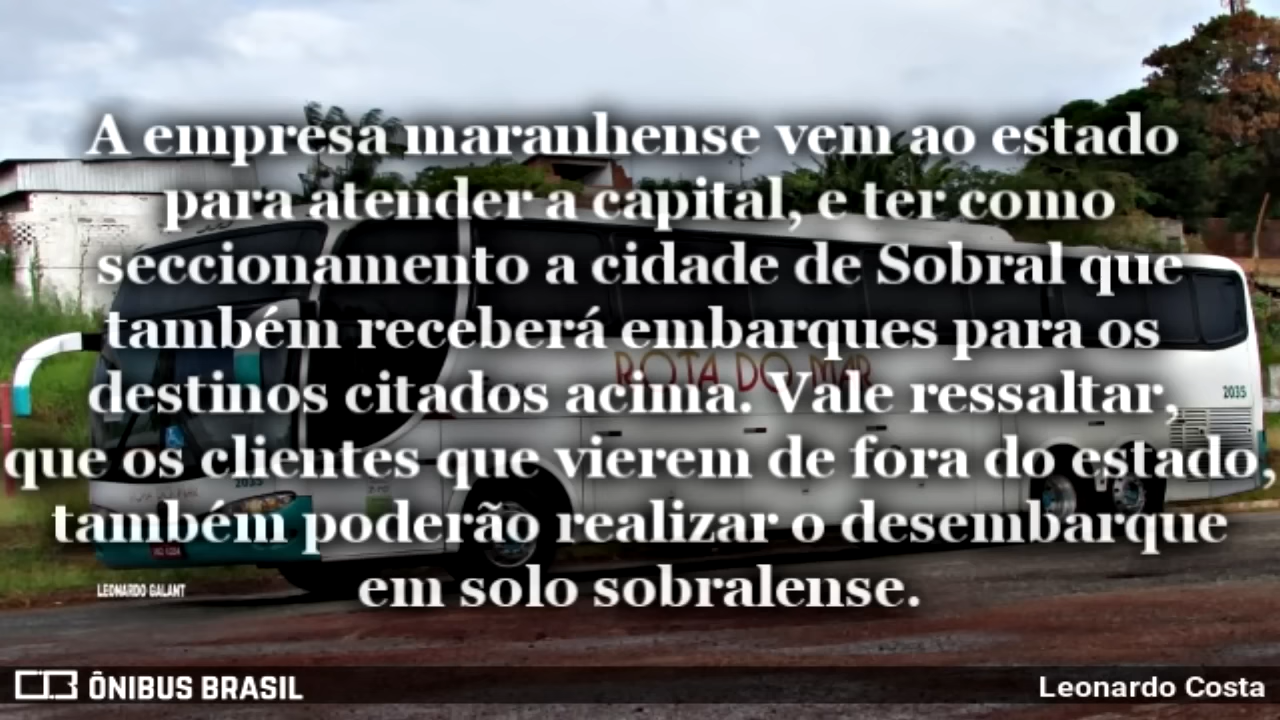 A empresa maranhense vem ao estado
para atender a capital, e ter como
seccionamento a cidade de Sobral que
também receberá embarques para os
destinos citados acima. Vale ressaltar,
que os clientes que vierem de fora do estado,
também poderão realizar o desembarque
em solo sobralense.
ROTA DO MAR
2035
2035
LEONARDO GALANT
ÔNIBUS BRASIL
Leonardo Costa